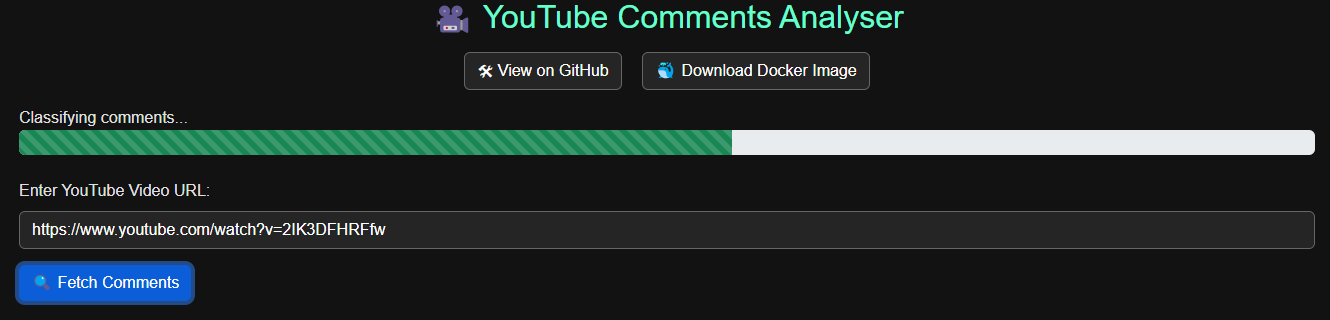 YouTube Comments Analyser
View on GitHub
Download Docker Image
Classifying comments...
Enter YouTube Video URL:
https://www.youtube.com/watch?v=2IK3DFHRFfw
Fetch Comments